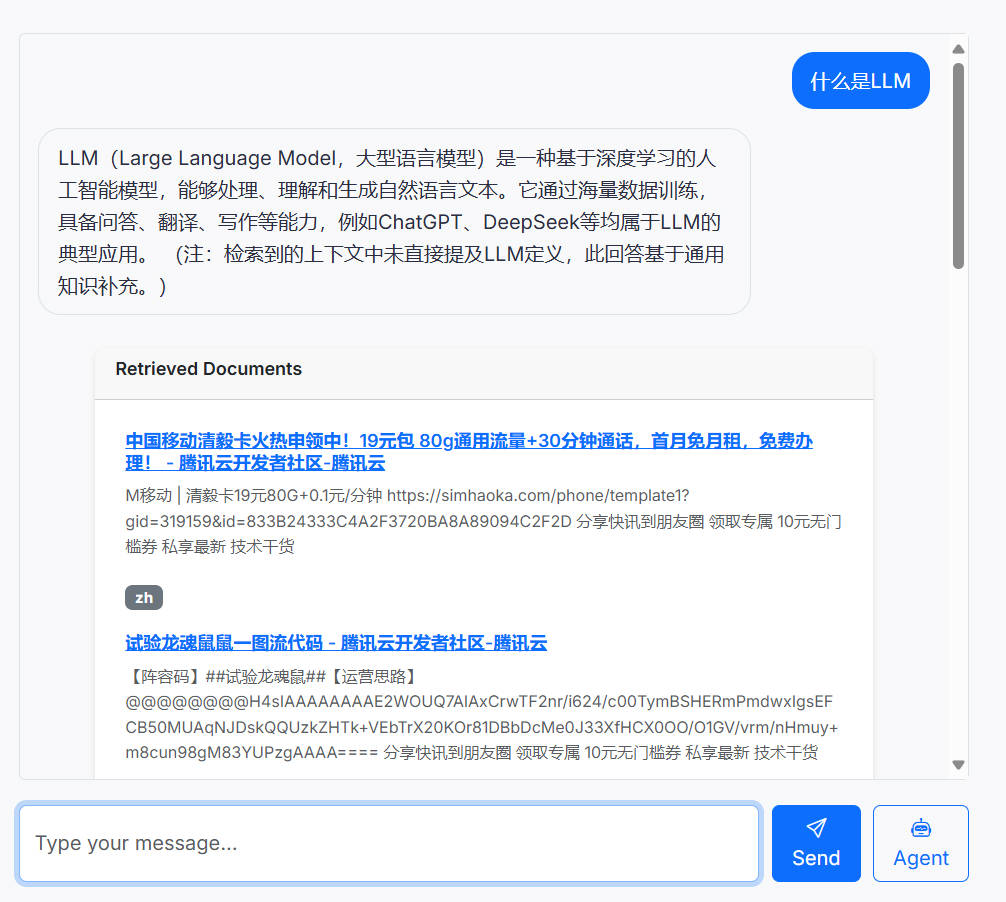 什么是LLM
LLM（Large Language Model，大型语言模型）是一种基于深度学习的人
工智能模型，能够处理、理解和生成自然语言文本。它通过海量数据训练，
具备问答、翻译、写作等能力，例如ChatGPT、DeepSeek等均属于LLM的
典型应用。 （注：检索到的上下文中未直接提及LLM定义，此回答基于通用
知识补充。）
Retrieved Documents
中国移动清毅卡火热申领中！19元包 80g通用流量+30分钟通话，首月免月租，免费办
理！ - 腾讯云开发者社区-腾讯云
M移动 | 清毅卡19元80G+0.1元/分钟 https://simhaoka.com/phone/template1?
gid=319159&id=833B24333C4A2F3720BA8A89094C2F2D 分享快讯到朋友圈 领取专属 10元无门
槛券 私享最新 技术干货
zh
试验龙魂鼠鼠一图流代码 - 腾讯云开发者社区-腾讯云
【阵容码】##试验龙魂鼠##【运营思路】
@@@@@@@@H4sIAAAAAAAAE2WOUQ7AIAxCrwTF2nr/i624/c00TymBSHERmPmdwxIgsEF
CB50MUAqNJDskQQUzkZHTk+VEbTrX20KOr81DBbDcMe0J33XfHCX0OO/O1GV/vrm/nHmuy+
m8cun98gM83YUPzgAAAA==== 分享快讯到朋友圈 领取专属 10元无门槛券 私享最新 技术干货
Type your message...
Send
Agent